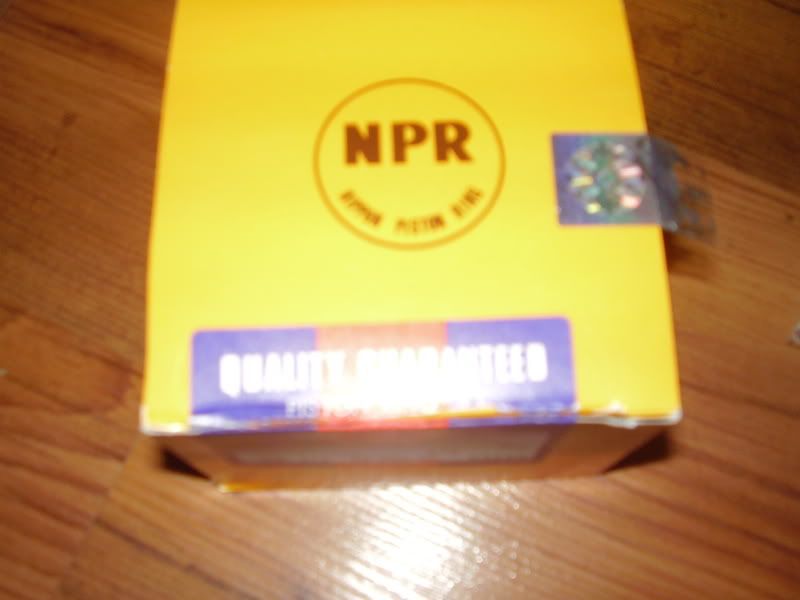 NPR
NIPPON PISTON RING
QUALITY GUARANTEED